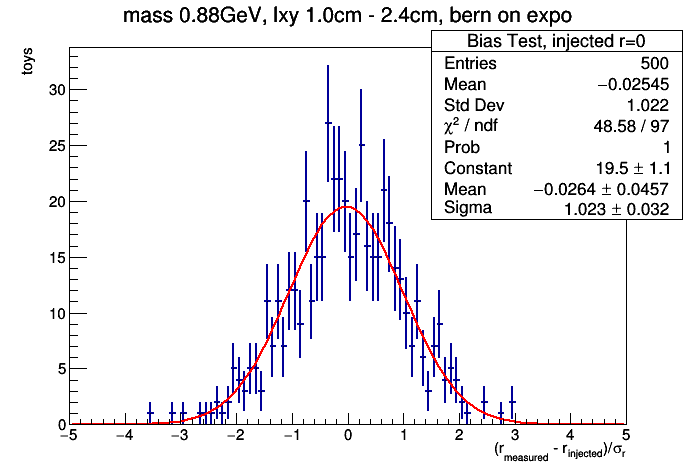 mass 0.88GeV, lxy 1.0cm - 2.4cm, bern on expo
Bias Test, injected r=0
Entries 500
Mean −0.02545
Std Dev 1.022
χ² / ndf 48.58 / 97
Prob 1
Constant 19.5 ± 1.1
Mean −0.0264 ± 0.0457
Sigma 1.023 ± 0.032
toys
30
25
20
15
10
5
0
−5 −4 −3 −2 −1 0 1 2 3 4 5
(r_measured - r_injected)/σ_r